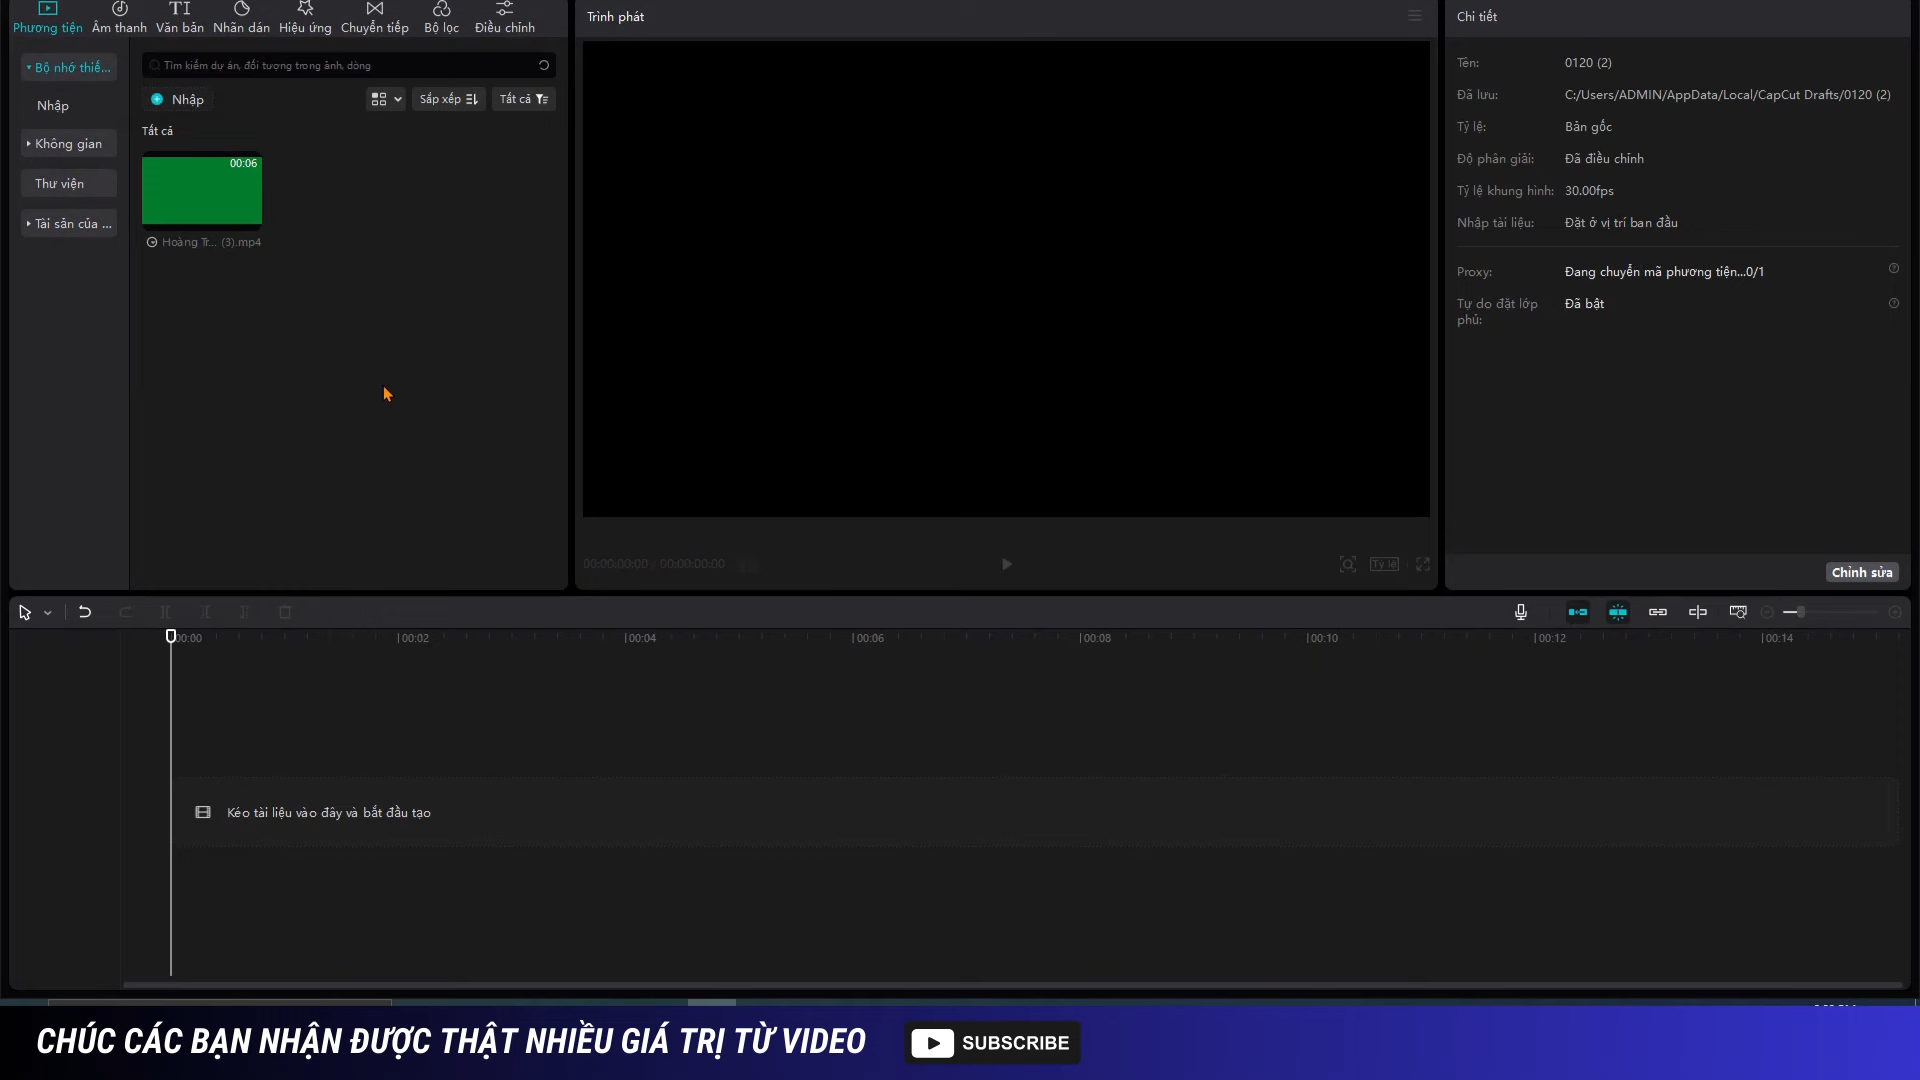 Phương tiện
Âm thanh
Văn bản
Nhãn dán
Hiệu ứng
Chuyển tiếp
Bộ lọc
Điều chỉnh
Bộ nhớ thiế...
Nhập
Không gian
Thư viện
Tài sản của ...
Tìm kiếm dự án, đối tượng trong ảnh, dòng
Nhập
Sắp xếp
Tất cả
Tất cả
00:06
Hoàng Tr... (3).mp4
Trình phát
00:00:00:00 / 00:00:00:00
Tỷ lệ
Chi tiết
Tên: 0120 (2)
Đã lưu: C:/Users/ADMIN/AppData/Local/CapCut Drafts/0120 (2)
Tỷ lệ: Bản gốc
Độ phân giải: Đã điều chỉnh
Tỷ lệ khung hình: 30.00fps
Nhập tài liệu: Đặt ở vị trí ban đầu
Proxy: Đang chuyển mã phương tiện...0/1
Tự do đặt lớp phủ: Đã bật
Chỉnh sửa
00:00 00:02 00:04 00:06 00:08 00:10 00:12 00:14
Kéo tài liệu vào đây và bắt đầu tạo
CHÚC CÁC BẠN NHẬN ĐƯỢC THẬT NHIỀU GIÁ TRỊ TỪ VIDEO
SUBSCRIBE